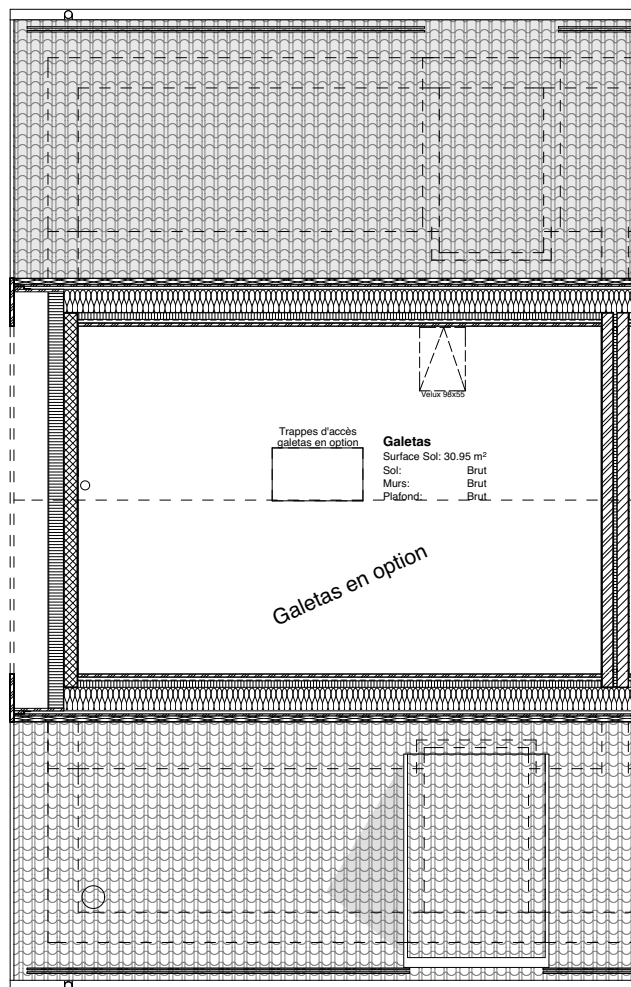 Velux 98x55
Trappes d'accès
galetas en option
Galetas
Surface Sol: 30.95 m²
Sol: Brut
Murs: Brut
Plafond: Brut
Galetas en option